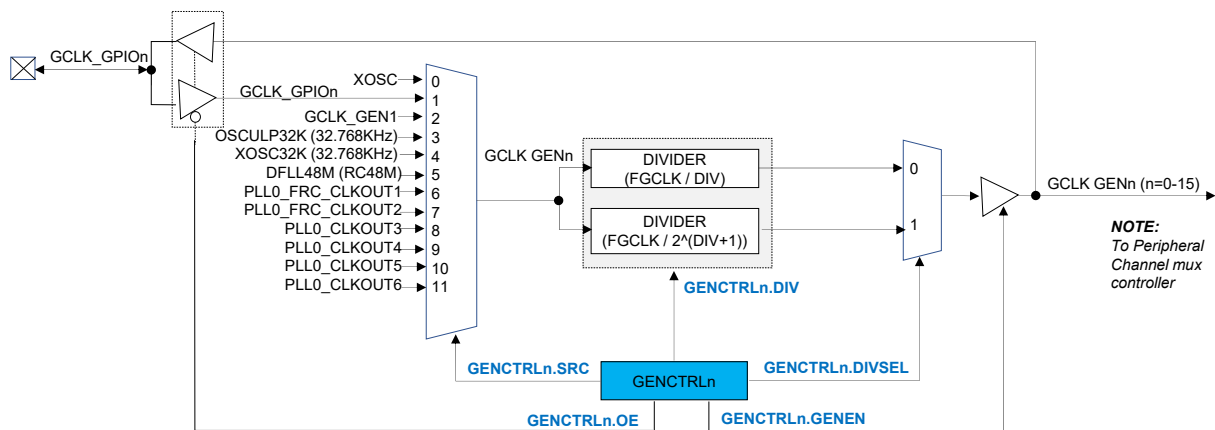 GCLK_GPIOn
GCLK_GPIOn
XOSC
GCLK_GEN1
OSCULP32K (32.768KHz)
XOSC32K (32.768KHz)
DFLL48M (RC48M)
PLL0_FRC_CLKOUT1
PLL0_FRC_CLKOUT2
PLL0_CLKOUT3
PLL0_CLKOUT4
PLL0_CLKOUT5
PLL0_CLKOUT6
0
1
2
3
4
5
6
7
8
9
10
11
GCLK GENn
DIVIDER
(FGCLK / DIV)
DIVIDER
(FGCLK / 2^(DIV+1))
0
1
GCLK GENn (n=0-15)
NOTE:
To Peripheral
Channel mux
controller
GENCTRLn.DIV
GENCTRLn.SRC
GENCTRLn
GENCTRLn.DIVSEL
GENCTRLn.OE
GENCTRLn.GENEN